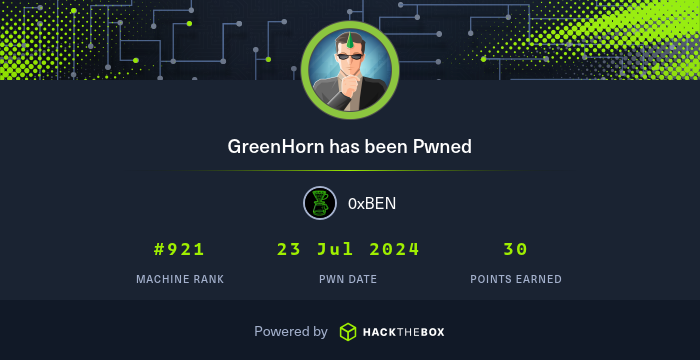 GreenHorn has been Pwned
0xBEN
#921 23 Jul 2024 30
MACHINE RANK PWN DATE POINTS EARNED
Powered by HACKTHEBOX